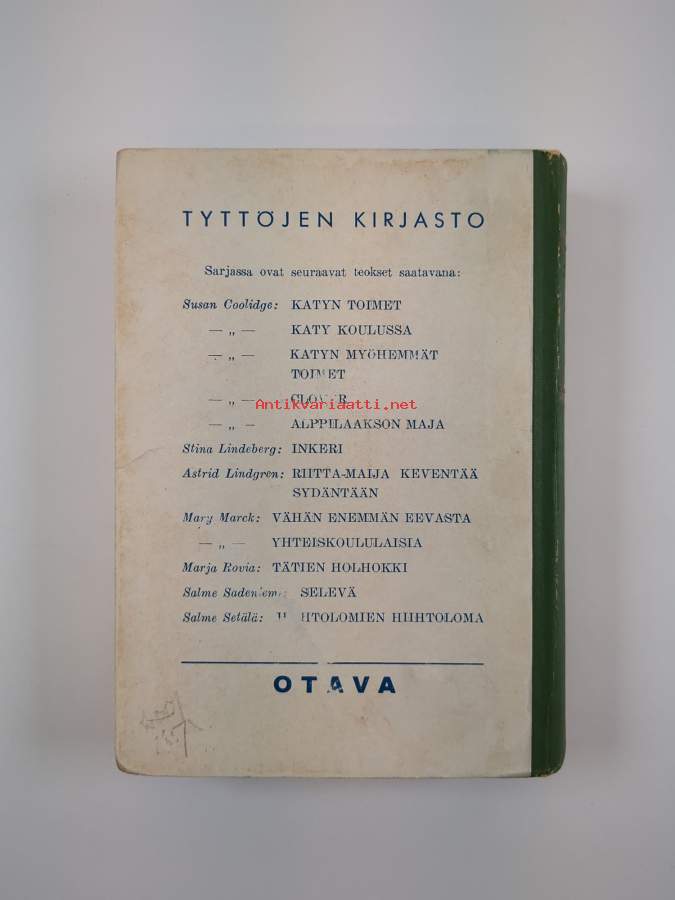 TYTTÖJEN KIRJASTO
Sarjassa ovat seuraavat teokset saatavana:
Susan Coolidge: KATYN TOIMET
— „ — KATY KOULUSSA
— „ — KATYN MYÖHEMMÄT
TOIMET
— „ — CLOVER
Antikvariaatti.net
— „ — ALPPILAAKSON MAJA
Stina Lindeberg: INKERI
Astrid Lindgren: RIITTA-MAIJA KEVENTÄÄ
SYDÄNTÄÄN
Mary Marck: VÄHÄN ENEMMÄN EEVASTA
— „ — YHTEISKOULULAISIA
Marja Rovia: TÄTIEN HOLHOKKI
Salme SELEVÄ
Salme Setälä: HIIHTOLOMA
OTAVA